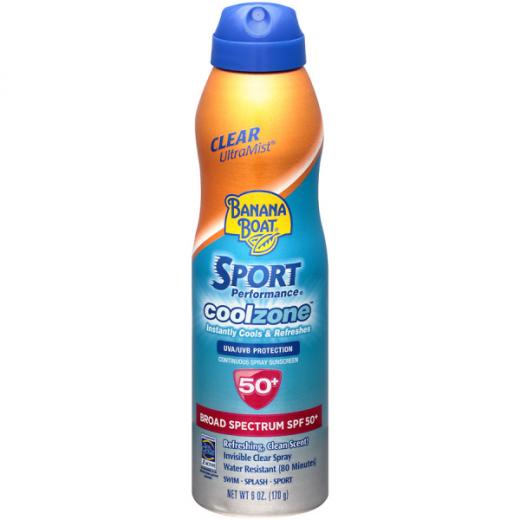 CLEAR
UltraMist®
BANANA
BOAT
SPORT
Performance®
coolzone™
Instantly Cools & Refreshes
UVA/UVB PROTECTION
CONTINUOUS SPRAY SUNSCREEN
50+
BROAD SPECTRUM SPF 50+
Refreshing, Clean Scent!
Invisible Clear Spray
Water Resistant (80 Minutes)
SWIM - SPLASH - SPORT
NET WT 6 OZ. (170 g)